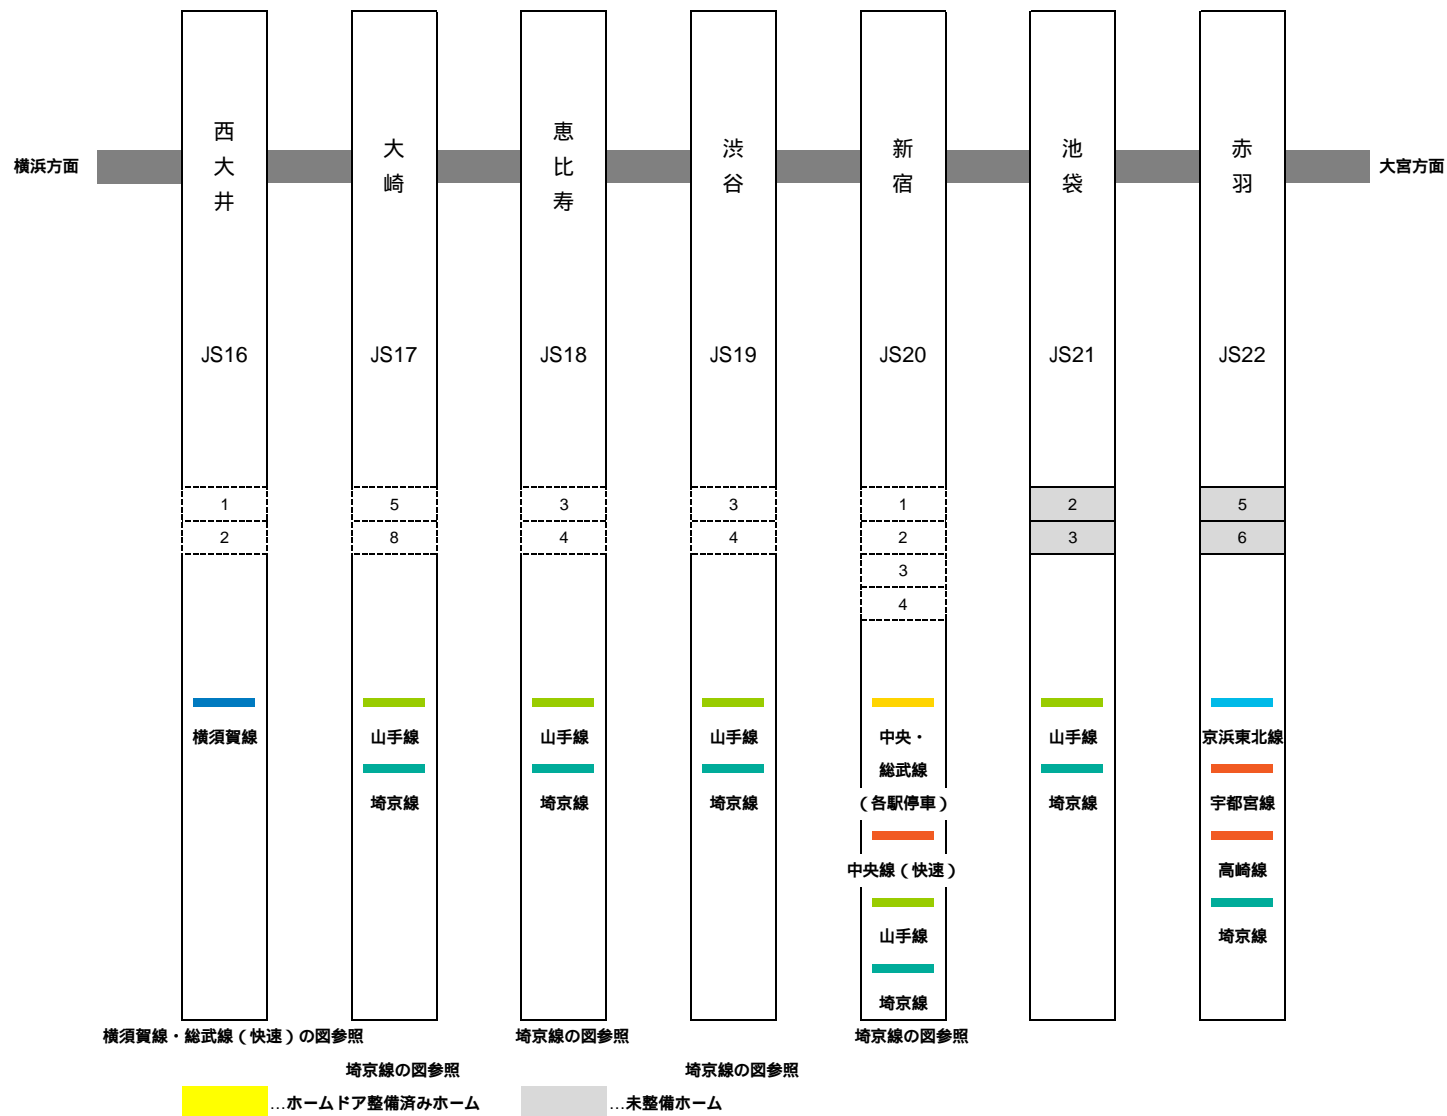 横浜方面
西大井
大崎
恵比寿
渋谷
新宿
池袋
赤羽
大宮方面
JS16
JS17
JS18
JS19
JS20
JS21
JS22
1
5
3
3
1
2
5
2
8
4
4
2
3
6
3
4
横須賀線
山手線
埼京線
山手線
埼京線
山手線
埼京線
中央・
総武線
(各駅停車)
中央線(快速)
山手線
埼京線
山手線
埼京線
京浜東北線
宇都宮線
高崎線
埼京線
横須賀線・総武線(快速)の図参照
埼京線の図参照
埼京線の図参照
埼京線の図参照
埼京線の図参照
…ホームドア整備済みホーム
…未整備ホーム